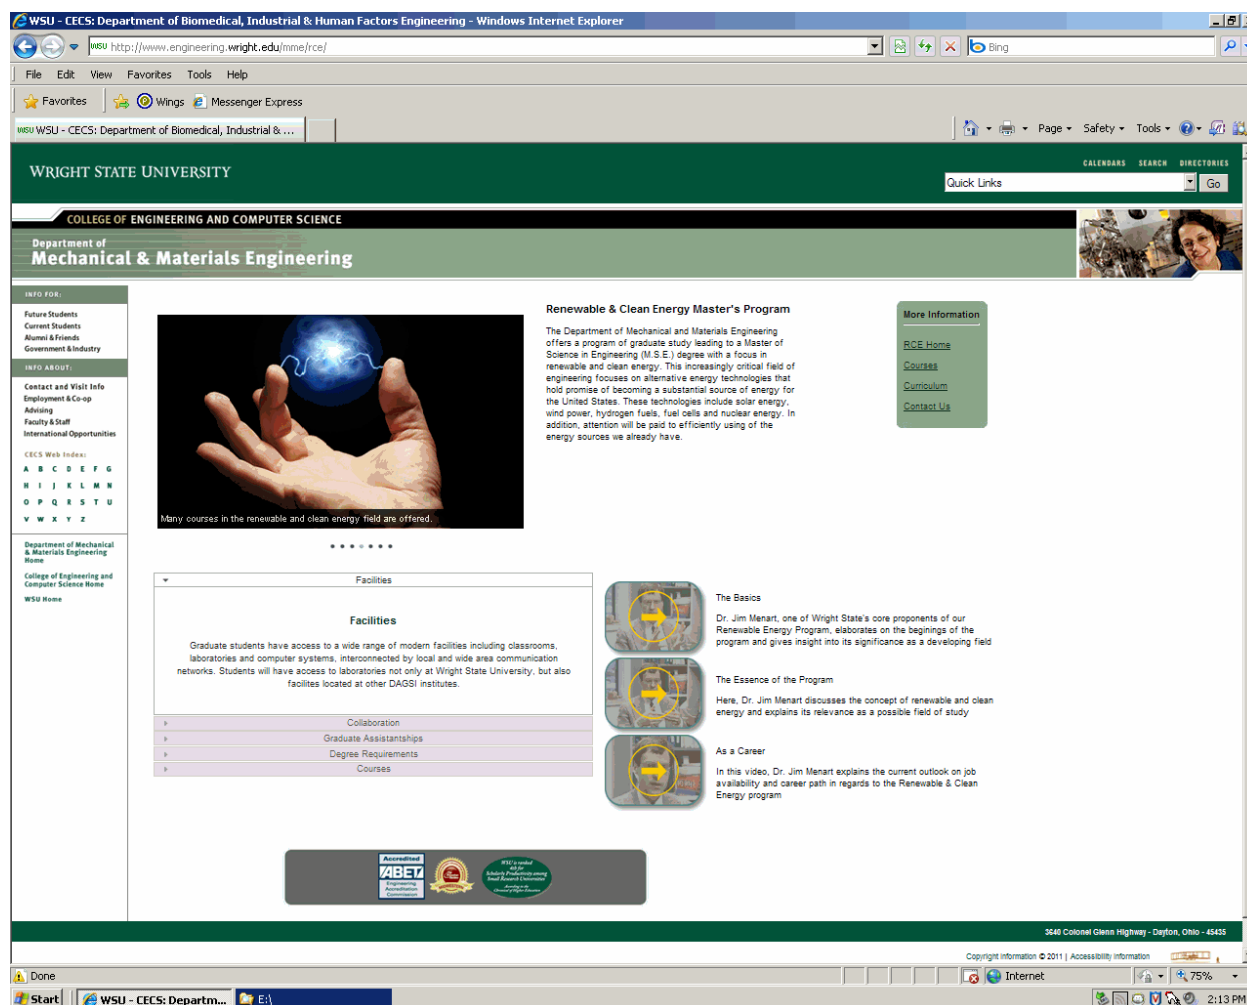 WSU - CECS: Department of Biomedical, Industrial & Human Factors Engineering - Windows Internet Explorer
WSU http://www.engineering.wright.edu/mme/rce/
Bing
File Edit View Favorites Tools Help
Favorites Wings Messenger Express
WSU WSU - CECS: Department of Biomedical, Industrial & ...
Page Safety Tools
WRIGHT STATE UNIVERSITY
CALENDARS SEARCH DIRECTORIES
Quick Links Go
COLLEGE OF ENGINEERING AND COMPUTER SCIENCE
Department of
Mechanical & Materials Engineering
INFO FOR:
Future Students
Current Students
Alumni & Friends
Government & Industry
INFO ABOUT:
Contact and Visit Info
Employment & Co-op
Advising
Faculty & Staff
International Opportunities
CECS Web Index:
A B C D E F G
H I J K L M N
O P Q R S T U
V W X Y Z
Department of Mechanical
& Materials Engineering
Home
College of Engineering and
Computer Science Home
WSU Home
Many courses in the renewable and clean energy field are offered.
Renewable & Clean Energy Master's Program
The Department of Mechanical and Materials Engineering
offers a program of graduate study leading to a Master of
Science in Engineering (M.S.E.) degree with a focus in
renewable and clean energy. This increasingly critical field of
engineering focuses on alternative energy technologies that
hold promise of becoming a substantial source of energy for
the United States. These technologies include solar energy,
wind power, hydrogen fuels, fuel cells and nuclear energy. In
addition, attention will be paid to efficiently using of the
energy sources we already have.
More Information
RCE Home
Courses
Curriculum
Contact Us
Facilities
Facilities
Graduate students have access to a wide range of modern facilities including classrooms,
laboratories and computer systems, interconnected by local and wide area communication
networks. Students will have access to laboratories not only at Wright State University, but also
facilites located at other DAGSI institutes.
Collaboration
Graduate Assistantships
Degree Requirements
Courses
The Basics
Dr. Jim Menart, one of Wright State's core proponents of our
Renewable Energy Program, elaborates on the beginings of the
program and gives insight into its significance as a developing field
The Essence of the Program
Here, Dr. Jim Menart discusses the concept of renewable and clean
energy and explains its relevance as a possible field of study
As a Career
In this video, Dr. Jim Menart explains the current outlook on job
availability and career path in regards to the Renewable & Clean
Energy program
Accredited
ABET
Engineering
Accreditation
Commission
WSU is ranked
4th for
Scholarly Productivity among
Small Research Universities
3640 Colonel Glenn Highway - Dayton, Ohio - 45435
Copyright information © 2011 | Accessibility information
Done
Internet
75%
Start
WSU - CECS: Departm...
E:\
2:13 PM